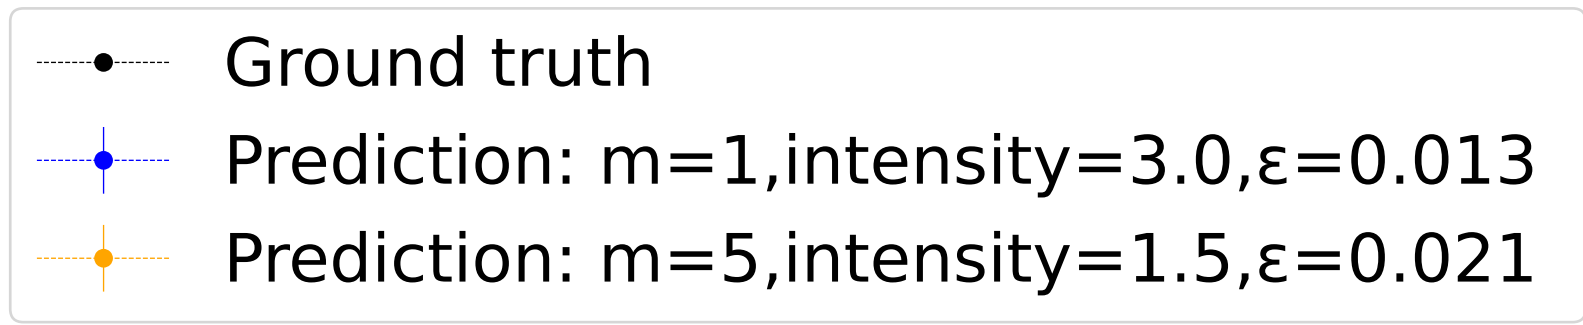 Ground truth
Prediction: m=1,intensity=3.0,ε=0.013
Prediction: m=5,intensity=1.5,ε=0.021